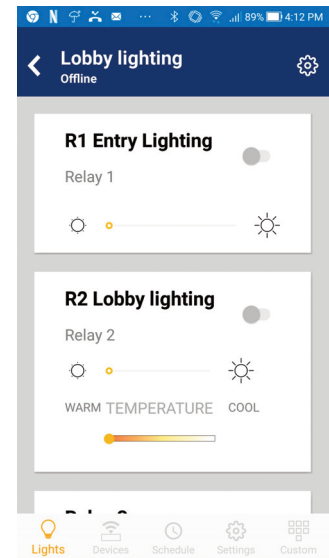 89% 4:12 PM
Lobby lighting
Offline
R1 Entry Lighting
Relay 1
R2 Lobby lighting
Relay 2
WARM TEMPERATURE COOL
Lights Devices Schedule Settings Custom